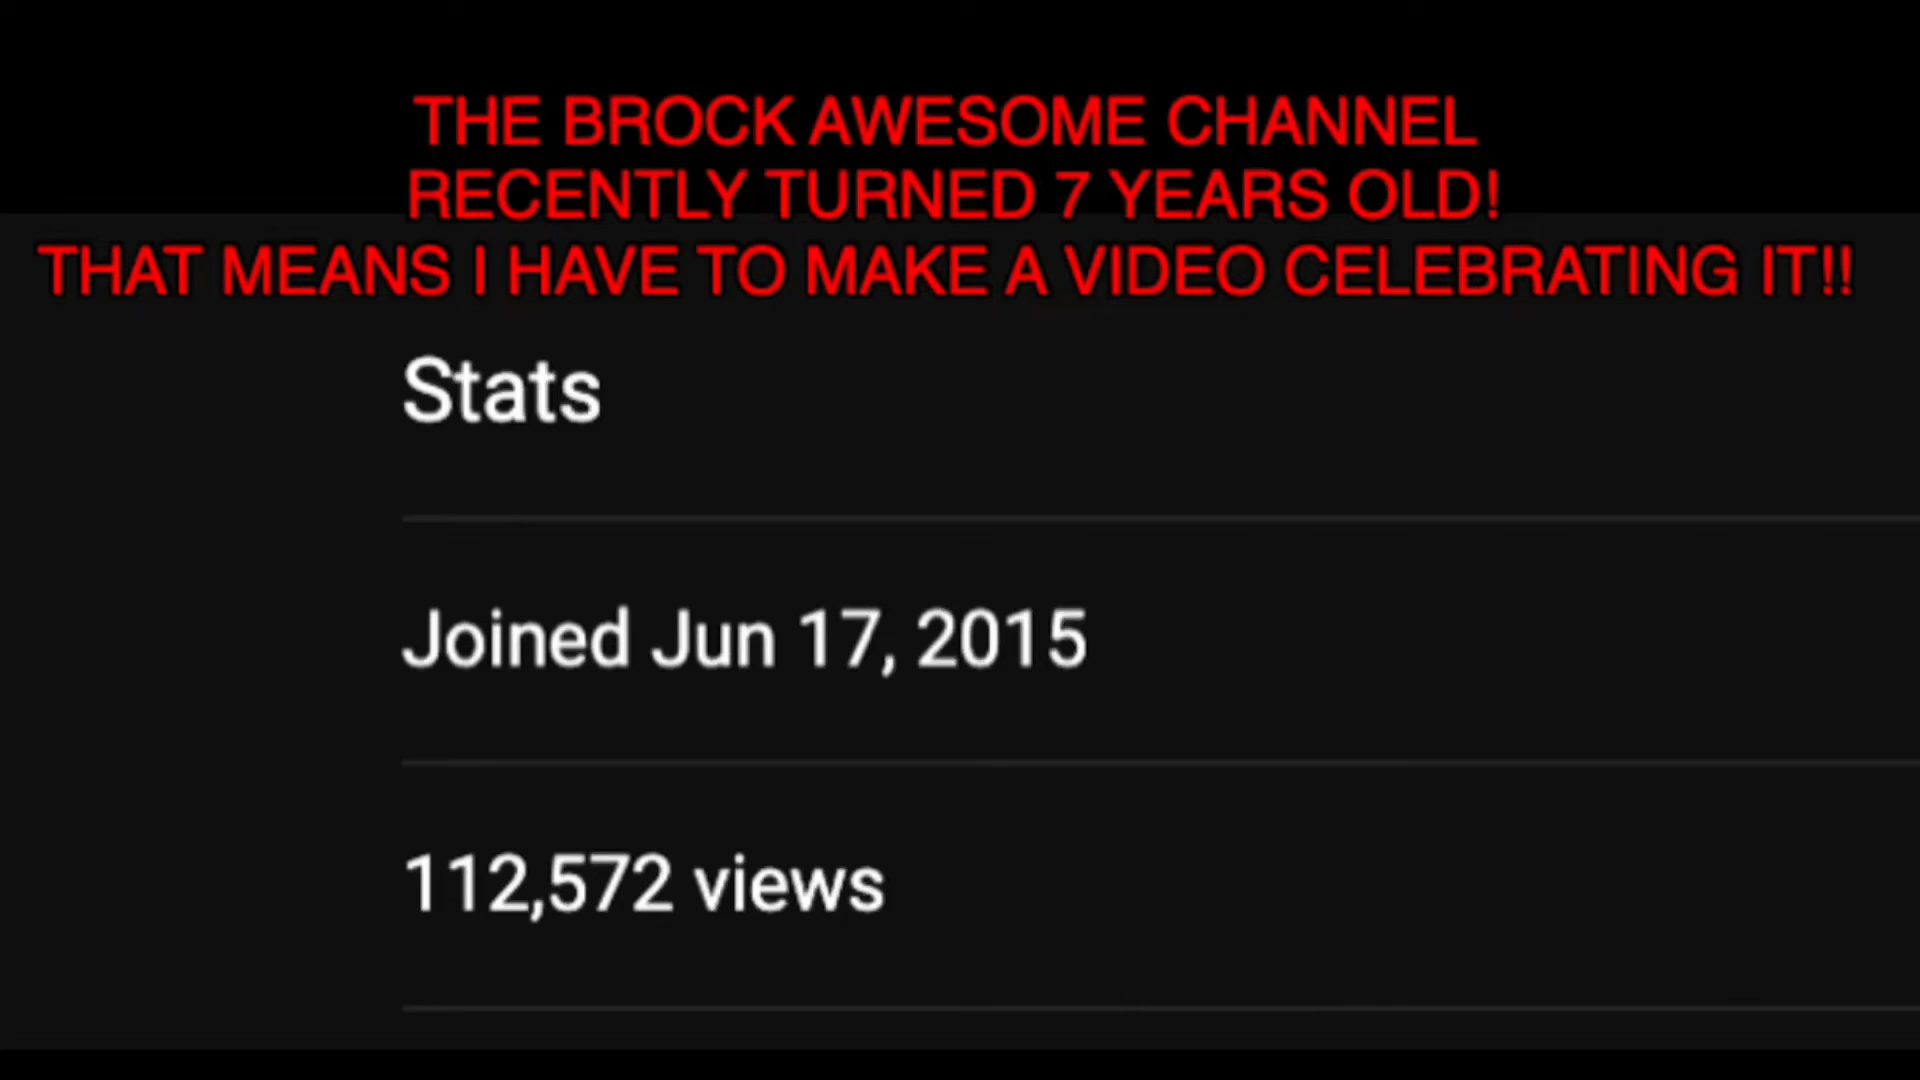 THE BROCK AWESOME CHANNEL
RECENTLY TURNED 7 YEARS OLD!
THAT MEANS I HAVE TO MAKE A VIDEO CELEBRATING IT!!
Stats
Joined Jun 17, 2015
112,572 views